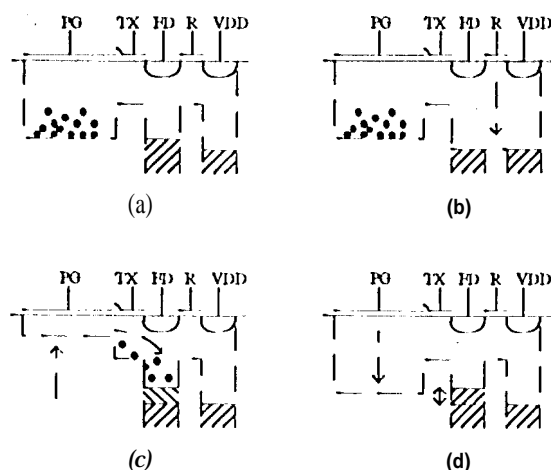 PG TX FD R VDD
PG TX FD R VDD
(a)
(b)
PG TX FD R VDD
PG TX FD R VDD
(c)
(d)